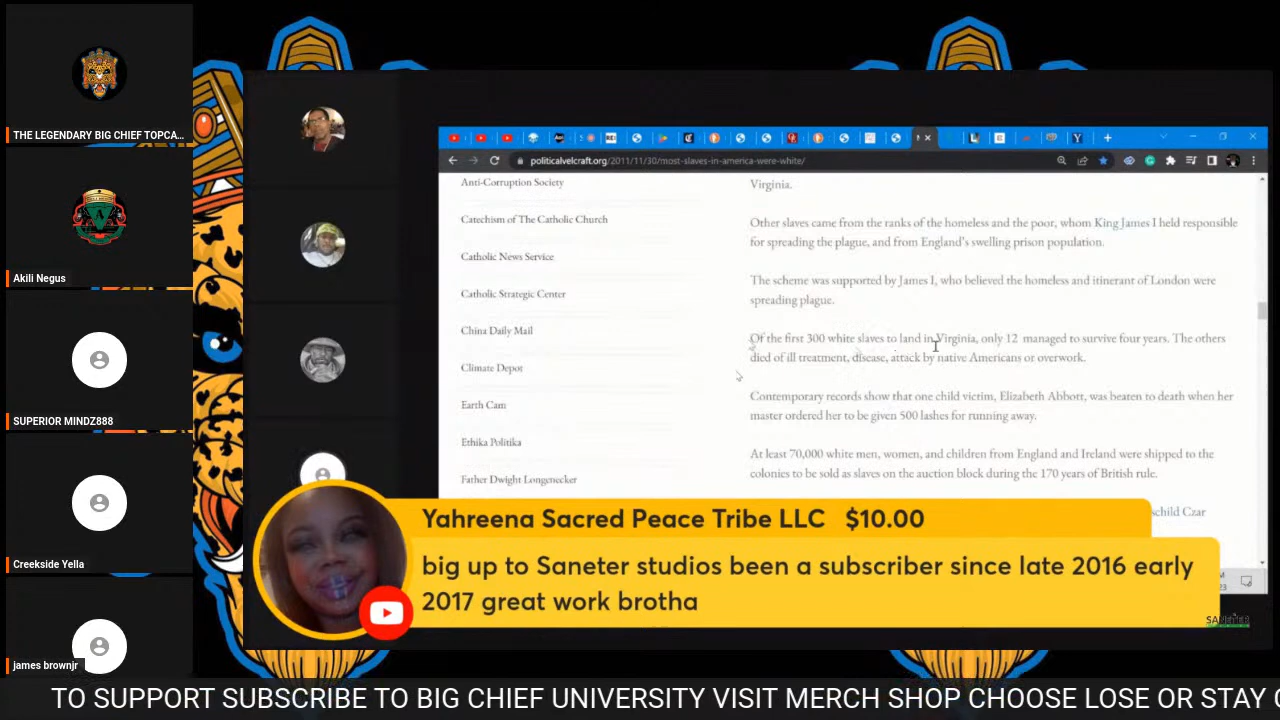 THE LEGENDARY BIG CHIEF TOPCA...
Akili Negus
SUPERIOR MINDZ888
Creekside Yella
james brownjr
politicalvelcraft.org/2011/11/30/most-slaves-in-america-were-white/
Anti-Corruption Society
Catechism of The Catholic Church
Catholic News Service
Catholic Strategic Center
China Daily Mail
Climate Depot
Earth Cam
Ethika Politika
Father Dwight Longenecker
Virginia.
Other slaves came from the ranks of the homeless and the poor, whom King James I held responsible
for spreading the plague, and from England's swelling prison population.
The scheme was supported by James I, who believed the homeless and itinerant of London were
spreading plague.
Of the first 300 white slaves to land in Virginia, only 12 managed to survive four years. The others
died of ill treatment, disease, attack by native Americans or overwork.
Contemporary records show that one child victim, Elizabeth Abbott, was beaten to death when her
master ordered her to be given 500 lashes for running away.
At least 70,000 white men, women, and children from England and Ireland were shipped to the
colonies to be sold as slaves on the auction block during the 170 years of British rule.
schild Czar
Yahreena Sacred Peace Tribe LLC $10.00
big up to Saneter studios been a subscriber since late 2016 early
2017 great work brotha
SANETER
TO SUPPORT SUBSCRIBE TO BIG CHIEF UNIVERSITY VISIT MERCH SHOP CHOOSE LOSE OR STAY